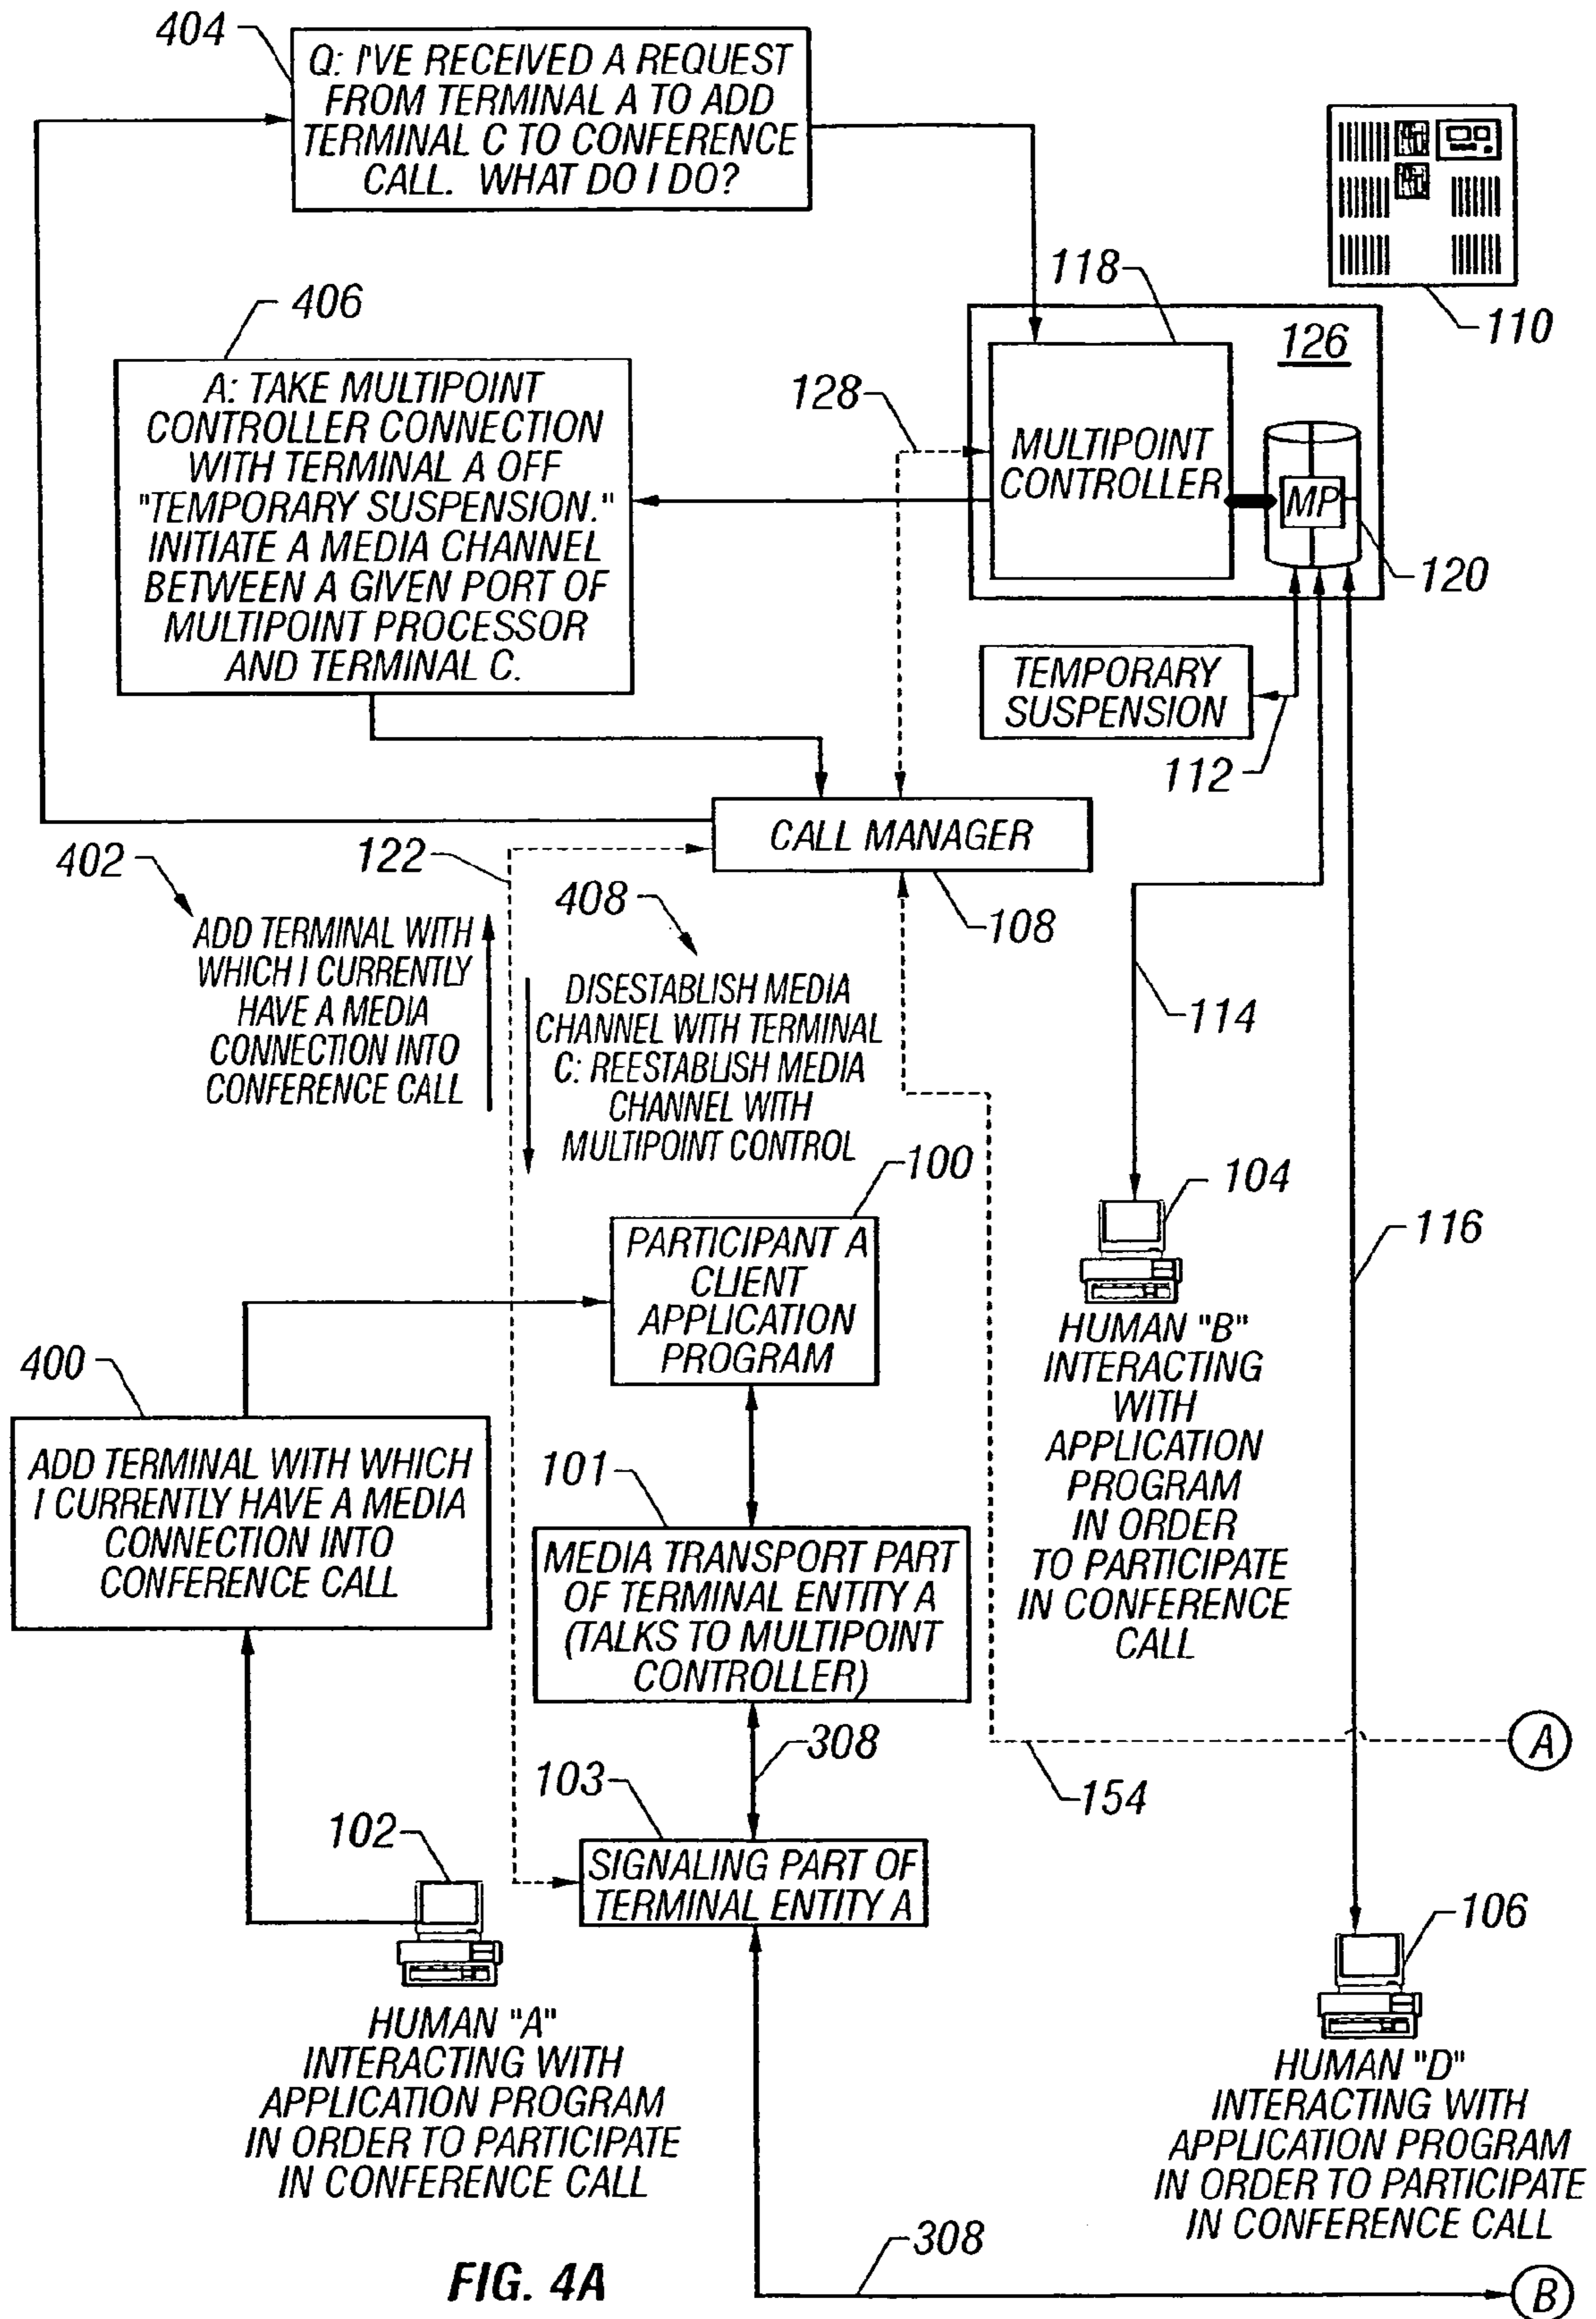 404
Q: I'VE RECEIVED A REQUEST
FROM TERMINAL A TO ADD
TERMINAL C TO CONFERENCE
CALL. WHAT DO I DO?
110
118
126
406
A: TAKE MULTIPOINT
CONTROLLER CONNECTION
WITH TERMINAL A OFF
"TEMPORARY SUSPENSION."
INITIATE A MEDIA CHANNEL
BETWEEN A GIVEN PORT OF
MULTIPOINT PROCESSOR
AND TERMINAL C.
128
MULTIPOINT
CONTROLLER
MP
120
TEMPORARY
SUSPENSION
112
CALL MANAGER
108
402
ADD TERMINAL WITH
WHICH I CURRENTLY
HAVE A MEDIA
CONNECTION INTO
CONFERENCE CALL
122
408
DISESTABLISH MEDIA
CHANNEL WITH TERMINAL
C: REESTABLISH MEDIA
CHANNEL WITH
MULTIPOINT CONTROL
114
100
PARTICIPANT A
CLIENT
APPLICATION
PROGRAM
104
HUMAN "B"
INTERACTING
WITH
APPLICATION
PROGRAM
IN ORDER
TO PARTICIPATE
IN CONFERENCE
CALL
116
400
ADD TERMINAL WITH WHICH
I CURRENTLY HAVE A MEDIA
CONNECTION INTO
CONFERENCE CALL
101
MEDIA TRANSPORT PART
OF TERMINAL ENTITY A
(TALKS TO MULTIPOINT
CONTROLLER)
308
103
SIGNALING PART OF
TERMINAL ENTITY A
154
A
102
HUMAN "A"
INTERACTING WITH
APPLICATION PROGRAM
IN ORDER TO PARTICIPATE
IN CONFERENCE CALL
106
HUMAN "D"
INTERACTING WITH
APPLICATION PROGRAM
IN ORDER TO PARTICIPATE
IN CONFERENCE CALL
308
B
FIG. 4A